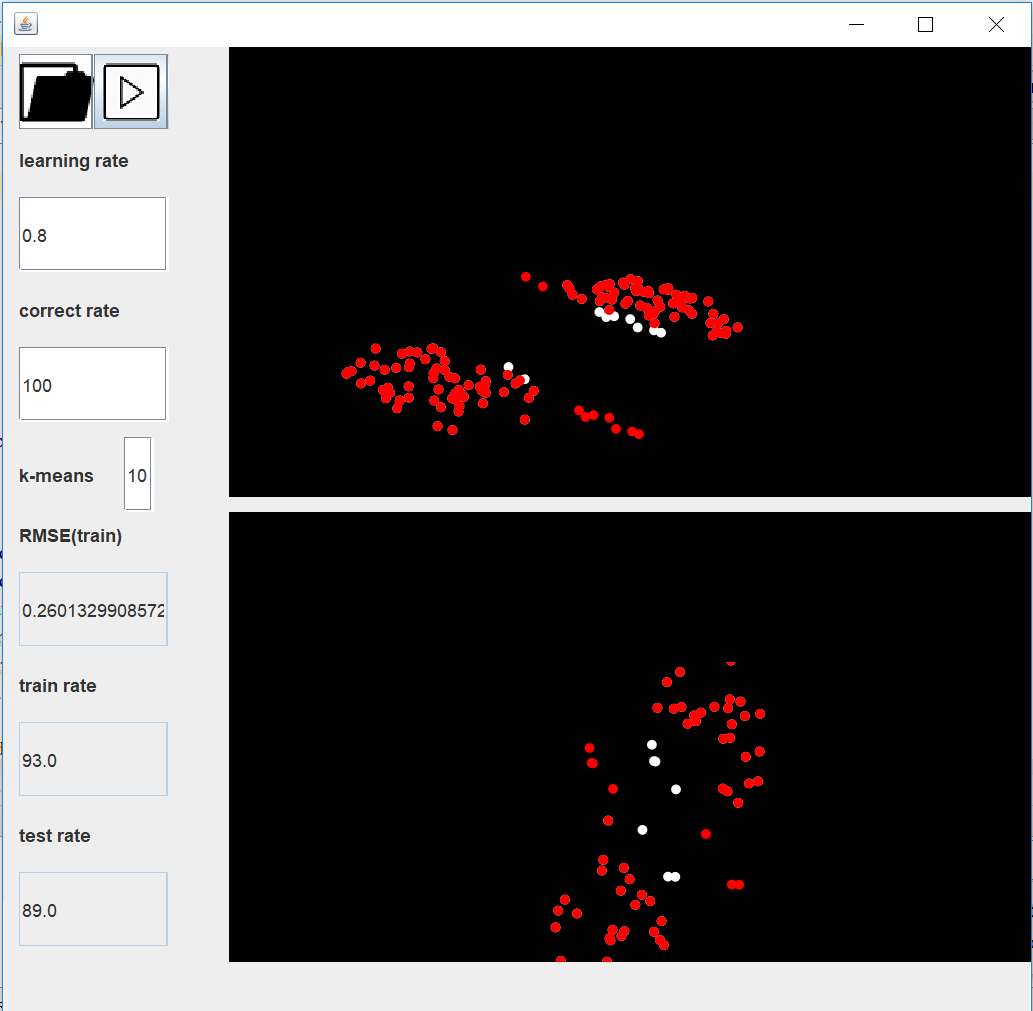 learning rate
0.8
correct rate
100
k-means 10
RMSE(train)
0.2601329908572
train rate
93.0
test rate
89.0